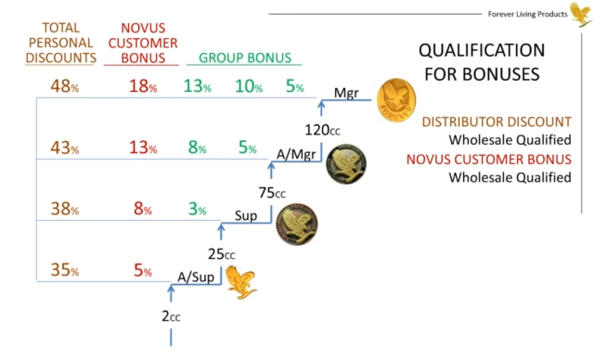 Forever Living Products
TOTAL
PERSONAL
DISCOUNTS
NOVUS
CUSTOMER
BONUS
GROUP BONUS
QUALIFICATION
FOR BONUSES
48% 18% 13% 10% 5% Mgr
FOREVER
120cc
DISTRIBUTOR DISCOUNT
Wholesale Qualified
NOVUS CUSTOMER BONUS
Wholesale Qualified
43% 13% 8% 5% A/Mgr
75cc
38% 8% 3% Sup
25cc
35% 5% A/Sup
2cc